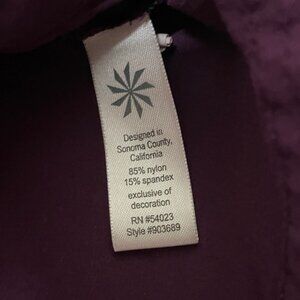 Designed in
Sonoma County,
California
85% nylon
15% spandex
exclusive of
decoration
RN #54023
Style #903689